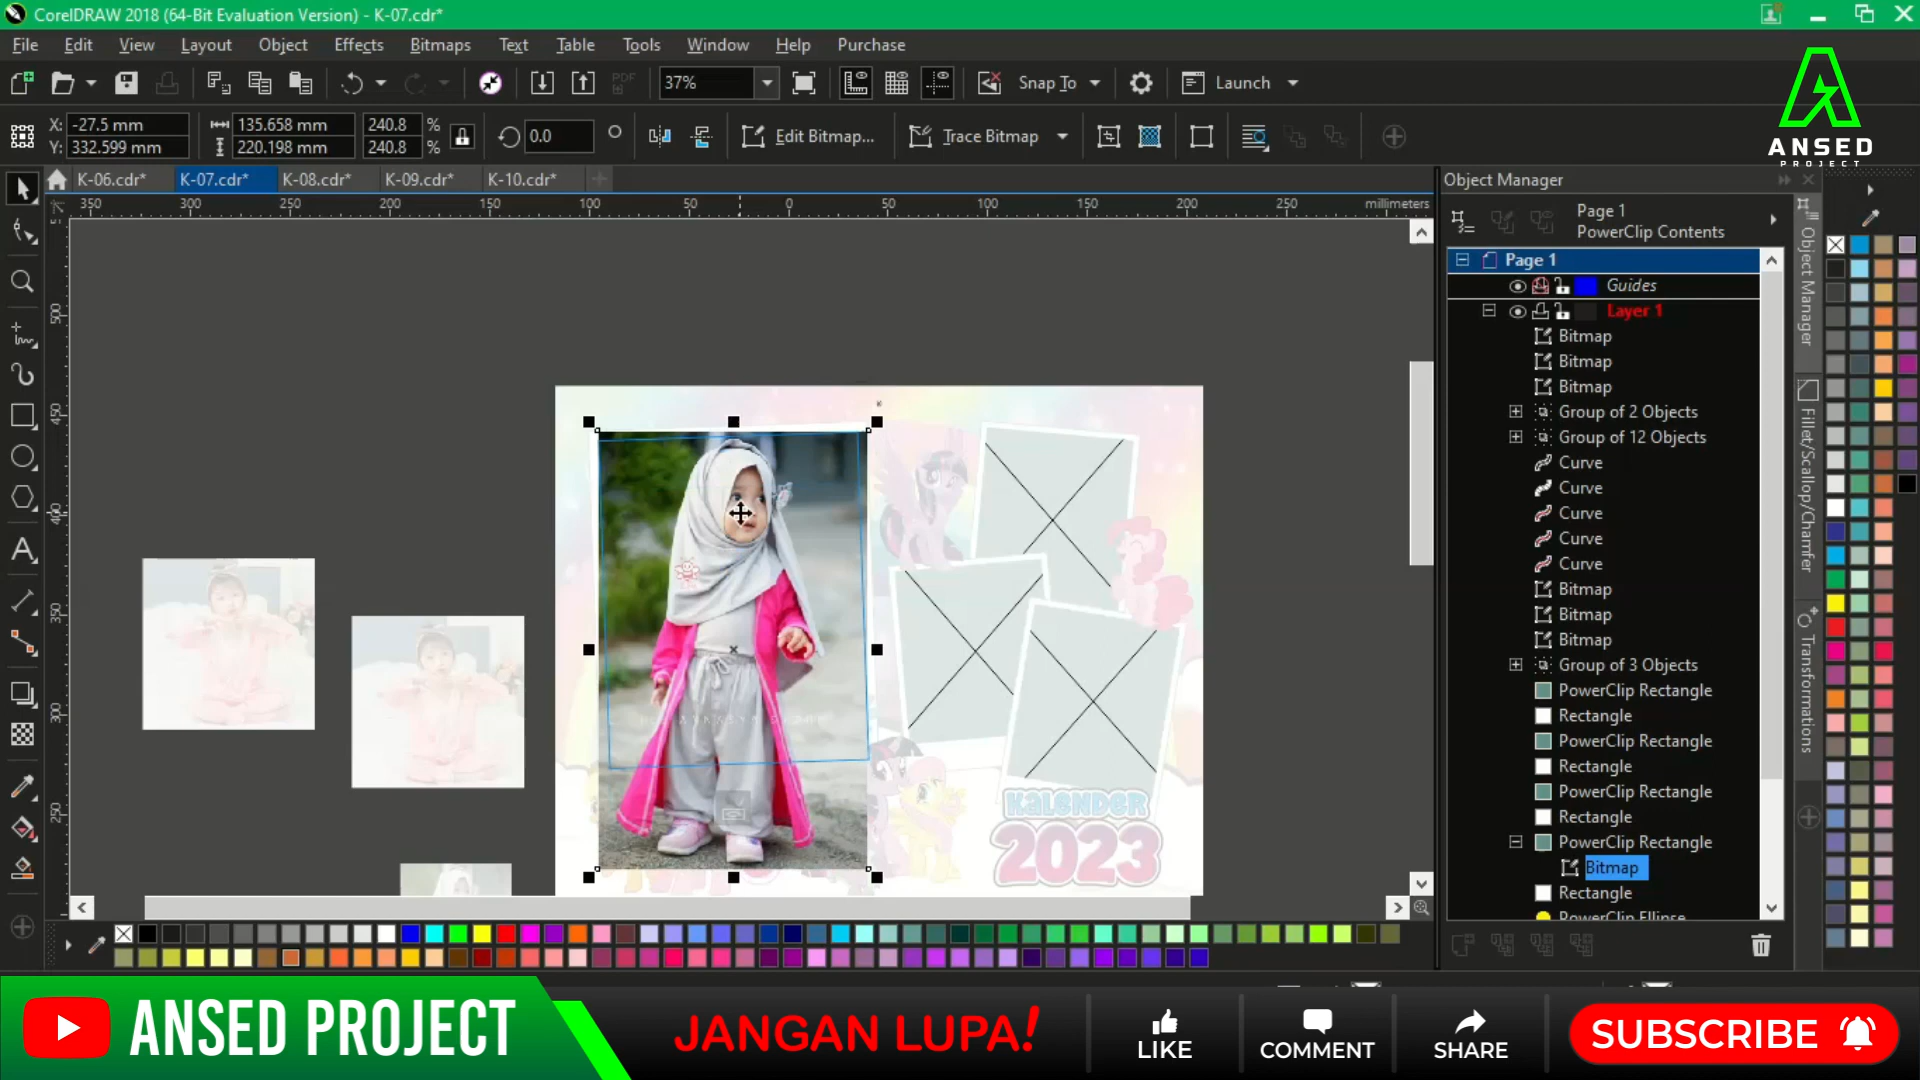 CorelDRAW 2018 (64-Bit Evaluation Version) - K-07.cdr*
File Edit View Layout Object Effects Bitmaps Text Table Tools Window Help Purchase
PDF 37% Snap To Launch
X: -27.5 mm 135.658 mm 240.8 % 0.0 Edit Bitmap... Trace Bitmap
Y: 332.599 mm 220.198 mm 240.8 %
ANSED
PROJECT
K-06.cdr* K-07.cdr* K-08.cdr* K-09.cdr* K-10.cdr*
350 300 250 200 150 100 50 0 50 100 150 200 250 millimeters
500
450
400
350
300
250
Object Manager
Page 1
PowerClip Contents
Page 1
Guides
Layer 1
Bitmap
Bitmap
Bitmap
Group of 2 Objects
Group of 12 Objects
Curve
Curve
Curve
Curve
Curve
Bitmap
Bitmap
Bitmap
Group of 3 Objects
PowerClip Rectangle
Rectangle
PowerClip Rectangle
Rectangle
PowerClip Rectangle
Rectangle
PowerClip Rectangle
Bitmap
Rectangle
PowerClip Ellipse
Object Manager
Fillet/Scallop/Chamfer
Transformations
KALENDER
2023
ANSED PROJECT
JANGAN LUPA!
LIKE
COMMENT
SHARE
SUBSCRIBE